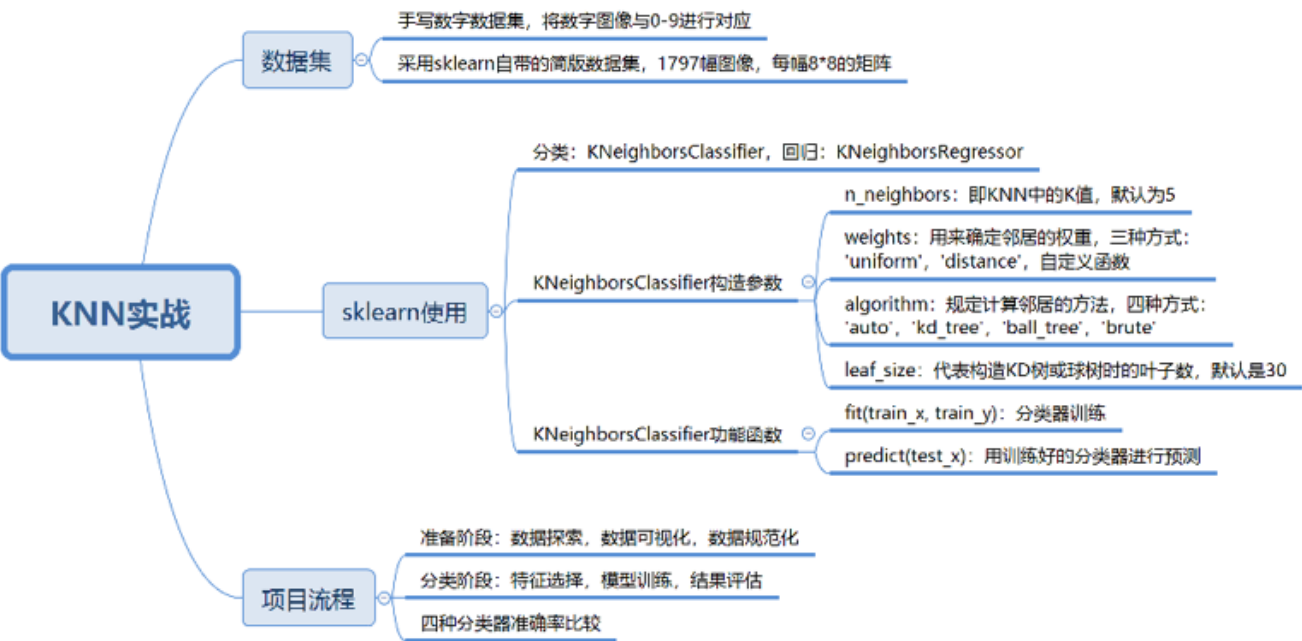 手写数字数据集，将数字图像与0-9进行对应
数据集
采用sklearn自带的简版数据集，1797幅图像，每幅8*8的矩阵
分类：KNeighborsClassifier，回归：KNeighborsRegressor
n_neighbors：即KNN中的K值，默认为5
weights：用来确定邻居的权重，三种方式：
'uniform'，'distance'，自定义函数
KNeighborsClassifier构造参数
algorithm：规定计算邻居的方法，四种方式：
'auto'，'kd_tree'，'ball_tree'，'brute'
KNN实战
sklearn使用
leaf_size：代表构造KD树或球树时的叶子数，默认是30
fit(train_x, train_y)：分类器训练
KNeighborsClassifier功能函数
predict(test_x)：用训练好的分类器进行预测
准备阶段：数据探索，数据可视化，数据规范化
分类阶段：特征选择，模型训练，结果评估
项目流程
四种分类器准确率比较